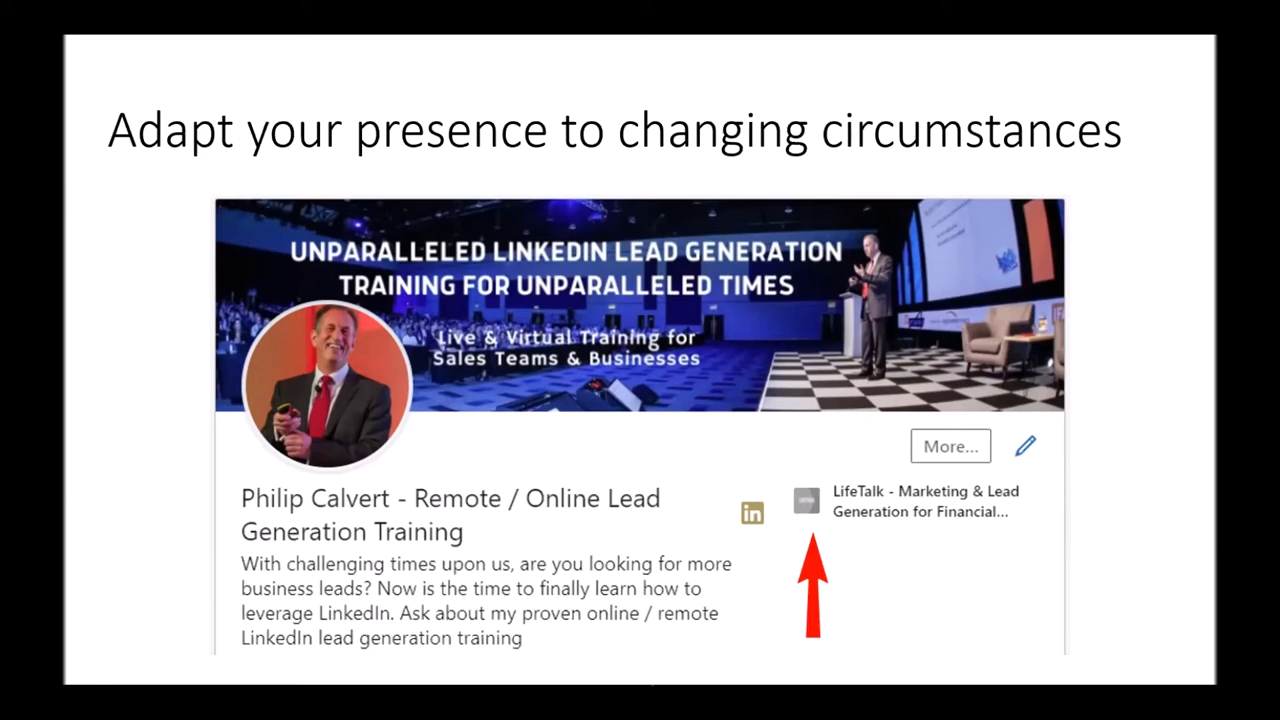 Adapt your presence to changing circumstances
UNPARALLELED LINKEDIN LEAD GENERATION
TRAINING FOR UNPARALLELED TIMES
Live & Virtual Training for
Sales Teams & Businesses
More...
Philip Calvert - Remote / Online Lead
Generation Training
in
LifeTalk - Marketing & Lead
Generation for Financial...
With challenging times upon us, are you looking for more
business leads? Now is the time to finally learn how to
leverage LinkedIn. Ask about my proven online / remote
LinkedIn lead generation training